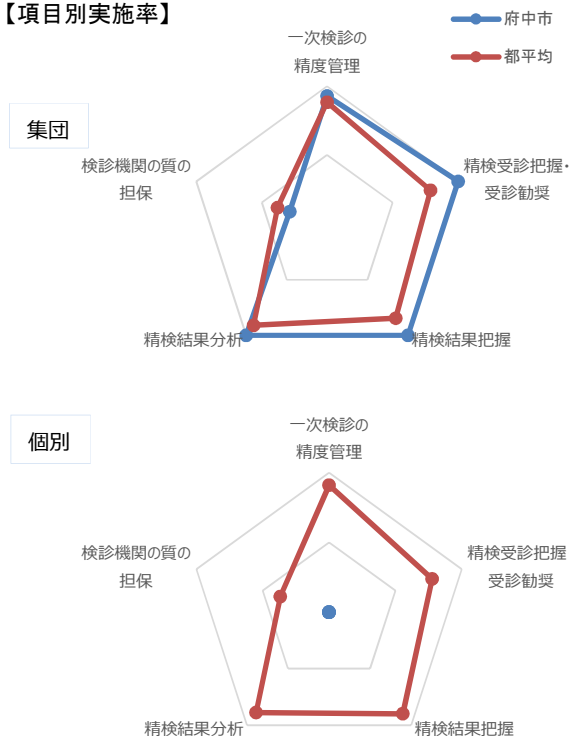 【項目別実施率】
府中市
都平均
集団
一次検診の
精度管理
精検受診把握・
受診勧奨
精検結果把握
精検結果分析
検診機関の質の
担保
個別
一次検診の
精度管理
精検受診把握
受診勧奨
精検結果把握
精検結果分析
検診機関の質の
担保